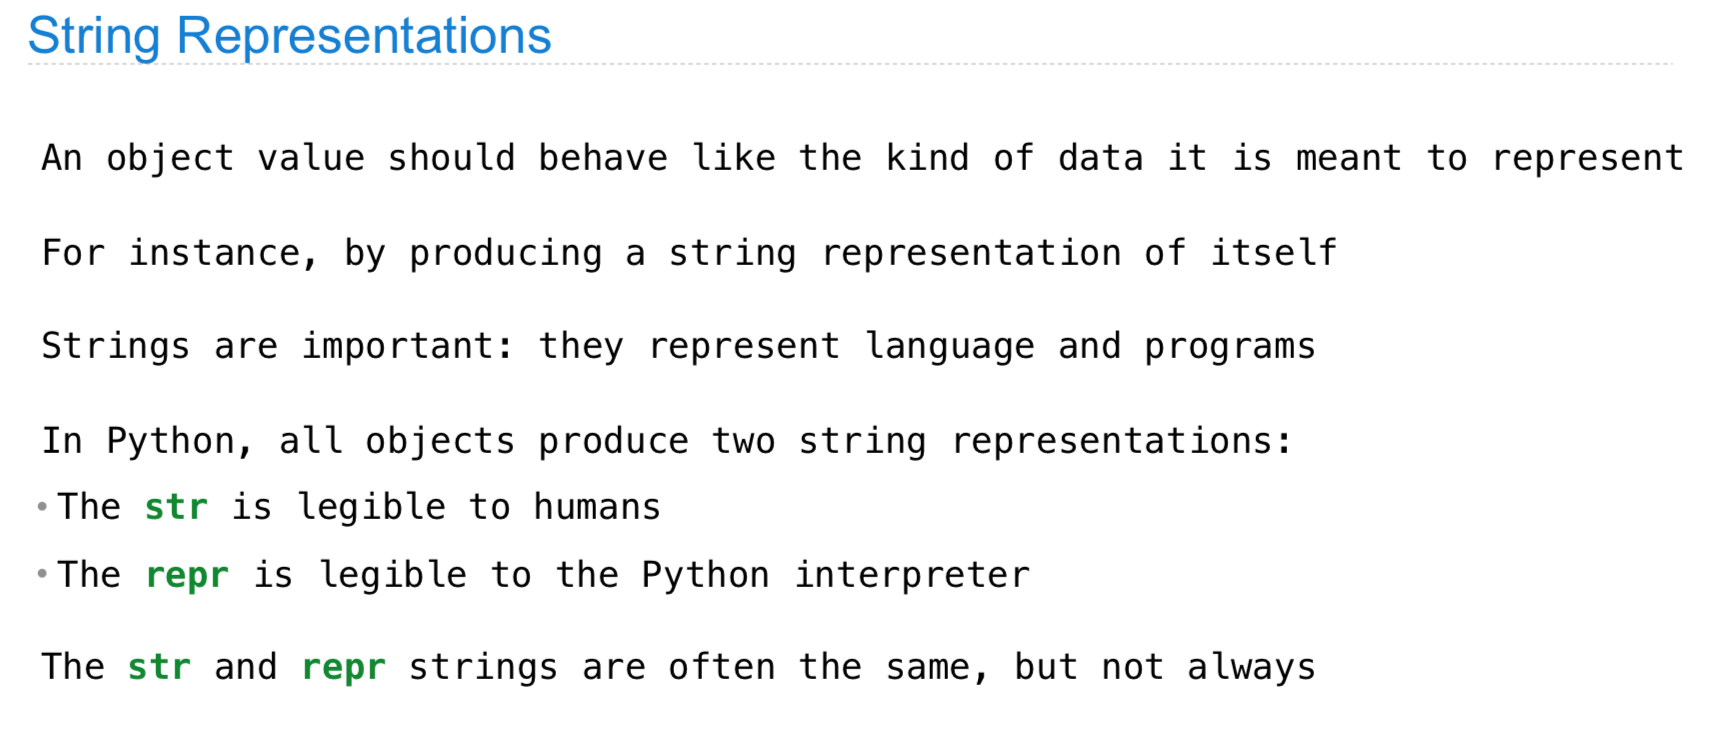 String Representations
An object value should behave like the kind of data it is meant to represent
For instance, by producing a string representation of itself
Strings are important: they represent language and programs
In Python, all objects produce two string representations:
• The str is legible to humans
• The repr is legible to the Python interpreter
The str and repr strings are often the same, but not always